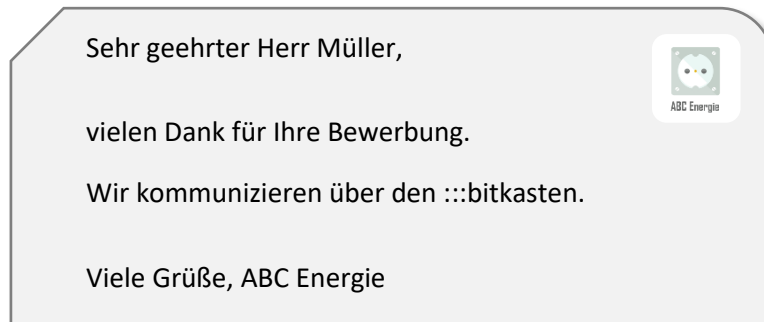 Sehr geehrter Herr Müller,
ABC Energie
vielen Dank für Ihre Bewerbung.
Wir kommunizieren über den :::bitkasten.
Viele Grüße, ABC Energie